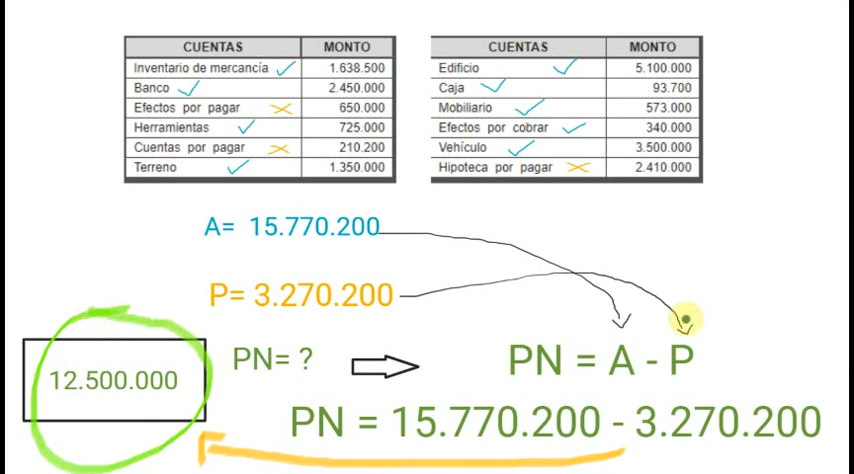 CUENTAS MONTO
Inventario de mercancía 1.638.500
Banco 2.450.000
Efectos por pagar 650.000
Herramientas 725.000
Cuentas por pagar 210.200
Terreno 1.350.000
CUENTAS MONTO
Edificio 5.100.000
Caja 93.700
Mobiliario 573.000
Efectos por cobrar 340.000
Vehículo 3.500.000
Hipoteca por pagar 2.410.000
A= 15.770.200
P= 3.270.200
PN= ? PN = A - P
12.500.000
PN = 15.770.200 - 3.270.200